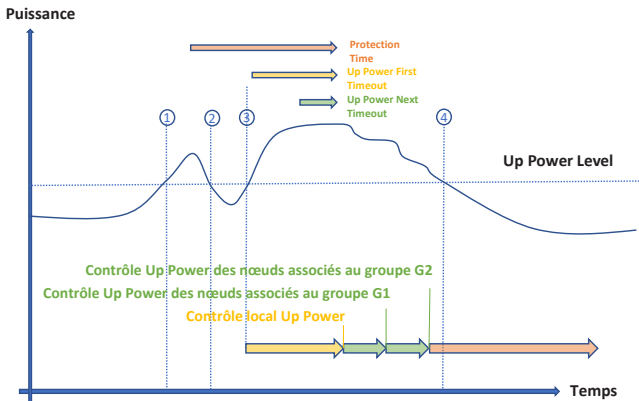 Puissance
Protection
Time
Up Power First
Timeout
Up Power Next
Timeout
1
2
3
4
Up Power Level
Contrôle Up Power des nœuds associés au groupe G2
Contrôle Up Power des nœuds associés au groupe G1
Contrôle local Up Power
Temps